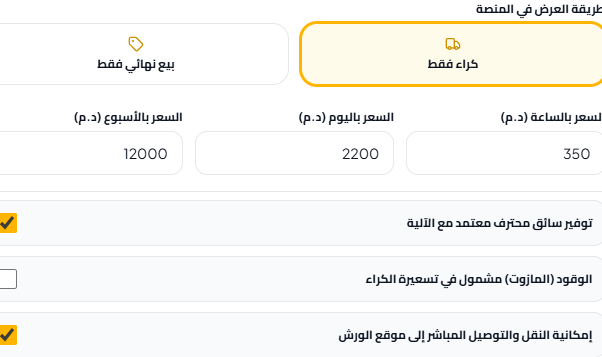 طريقة العرض في المنصة
كراء فقط
بيع نهائي فقط
السعر بالساعة (د.م)
السعر باليوم (د.م)
السعر بالأسبوع (د.م)
350
2200
12000
توفير سائق محترف معتمد مع الآلية
الوقود (المازوت) مشمول في تسعيرة الكراء
إمكانية النقل والتوصيل المباشر إلى موقع الورش